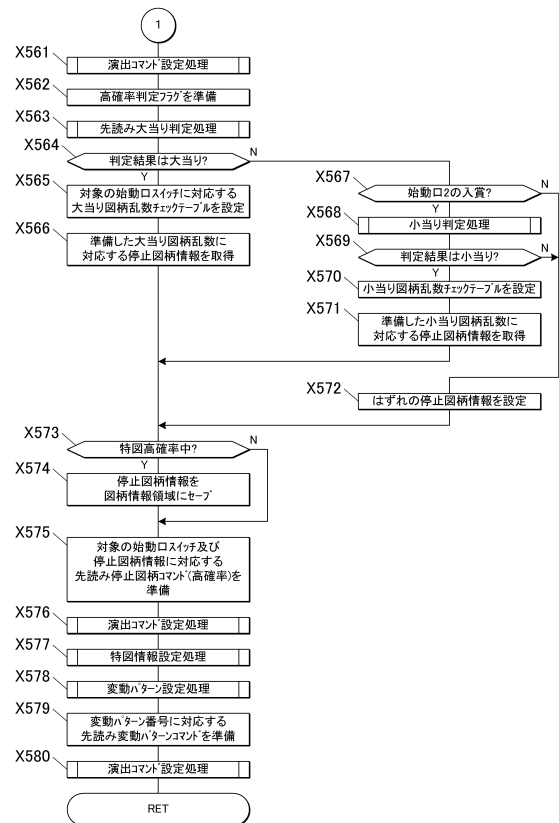 1
X561
演出コマンド設定処理
X562
高確率判定フラグを準備
X563
先読み大当り判定処理
X564
判定結果は大当り?
N
Y
X565
対象の始動口スイッチに対応する
大当り図柄乱数チェックテーブルを設定
X566
準備した大当り図柄乱数に
対応する停止図柄情報を取得
X567
始動口2の入賞?
N
Y
X568
小当り判定処理
X569
判定結果は小当り?
N
Y
X570
小当り図柄乱数チェックテーブルを設定
X571
準備した小当り図柄乱数に
対応する停止図柄情報を取得
X572
はずれの停止図柄情報を設定
X573
特図高確率中?
N
Y
X574
停止図柄情報を
図柄情報領域にセーブ
X575
対象の始動口スイッチ及び
停止図柄情報に対応する
先読み停止図柄コマンド(高確率)を
準備
X576
演出コマンド設定処理
X577
特図情報設定処理
X578
変動パターン設定処理
X579
変動パターン番号に対応する
先読み変動パターンコマンドを準備
X580
演出コマンド設定処理
RET